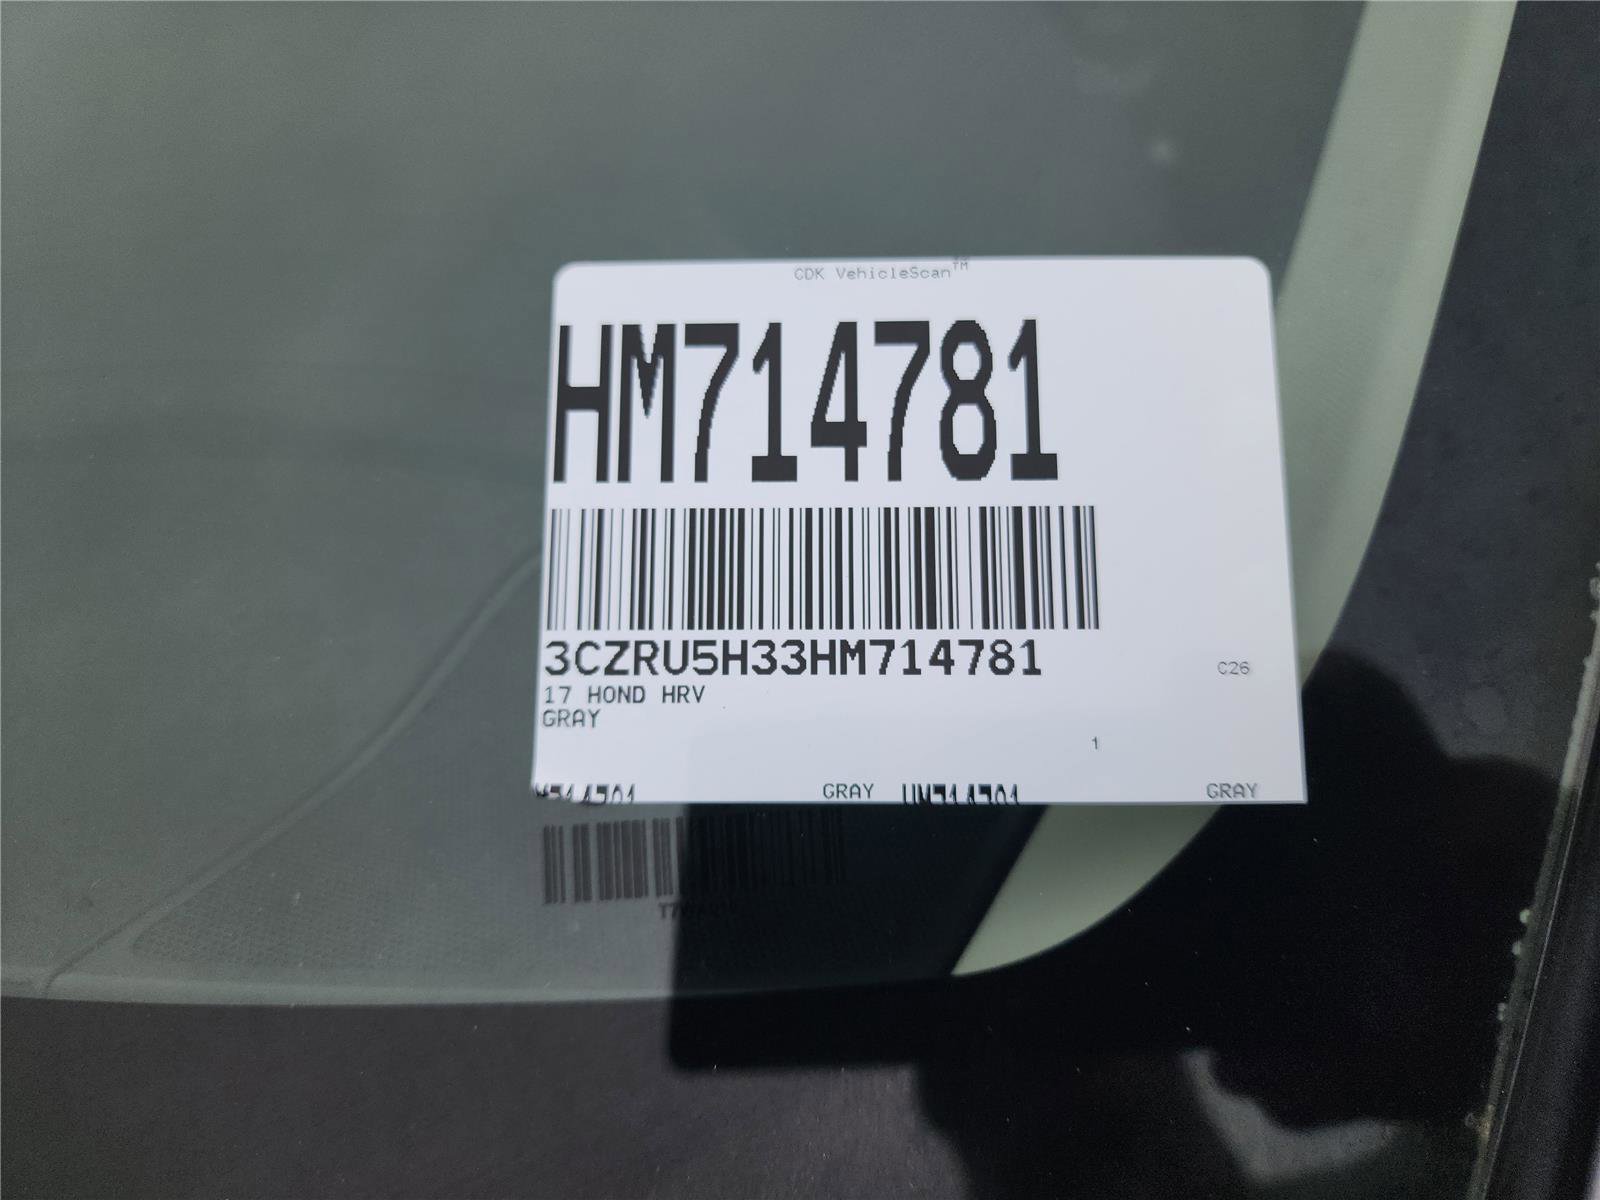 CDK VehicleScan™
HM714781
3CZRU5H33HM714781
C26
17 HOND HRV
GRAY
1
GRAY
GRAY